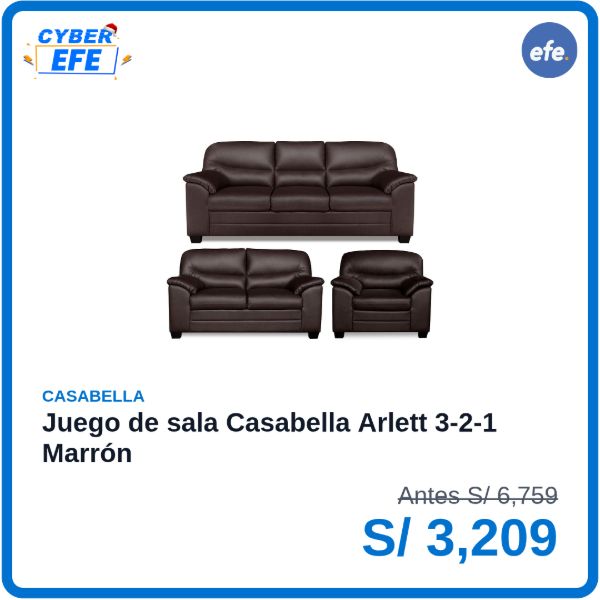 CYBER
EFE
efe.
CASABELLA
Juego de sala Casabella Arlett 3-2-1
Marrón
Antes S/ 6,759
S/ 3,209